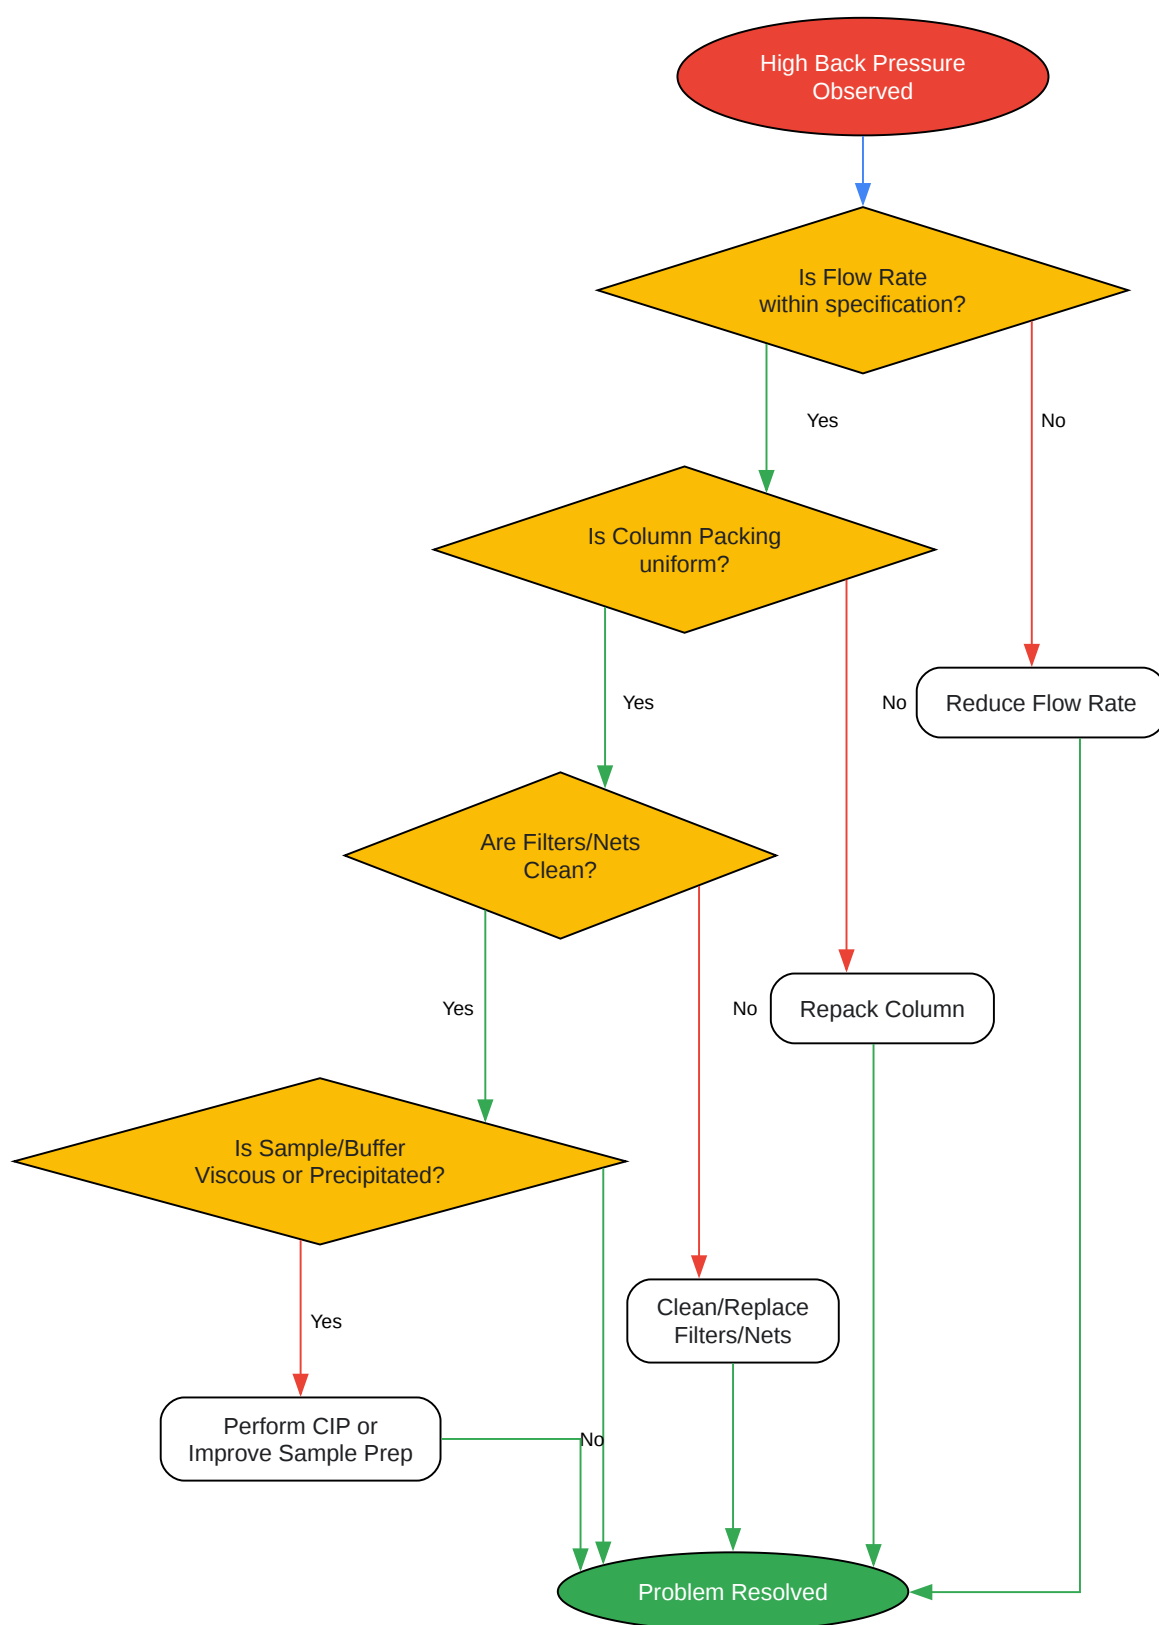 High Back Pressure
Observed
Is Flow Rate
within specification?
Yes
No
Is Column Packing
uniform?
Yes
No
Reduce Flow Rate
Are Filters/Nets
Clean?
Yes
No
Repack Column
Is Sample/Buffer
Viscous or Precipitated?
Yes
Clean/Replace
Filters/Nets
Perform CIP or
Improve Sample Prep
No
Problem Resolved